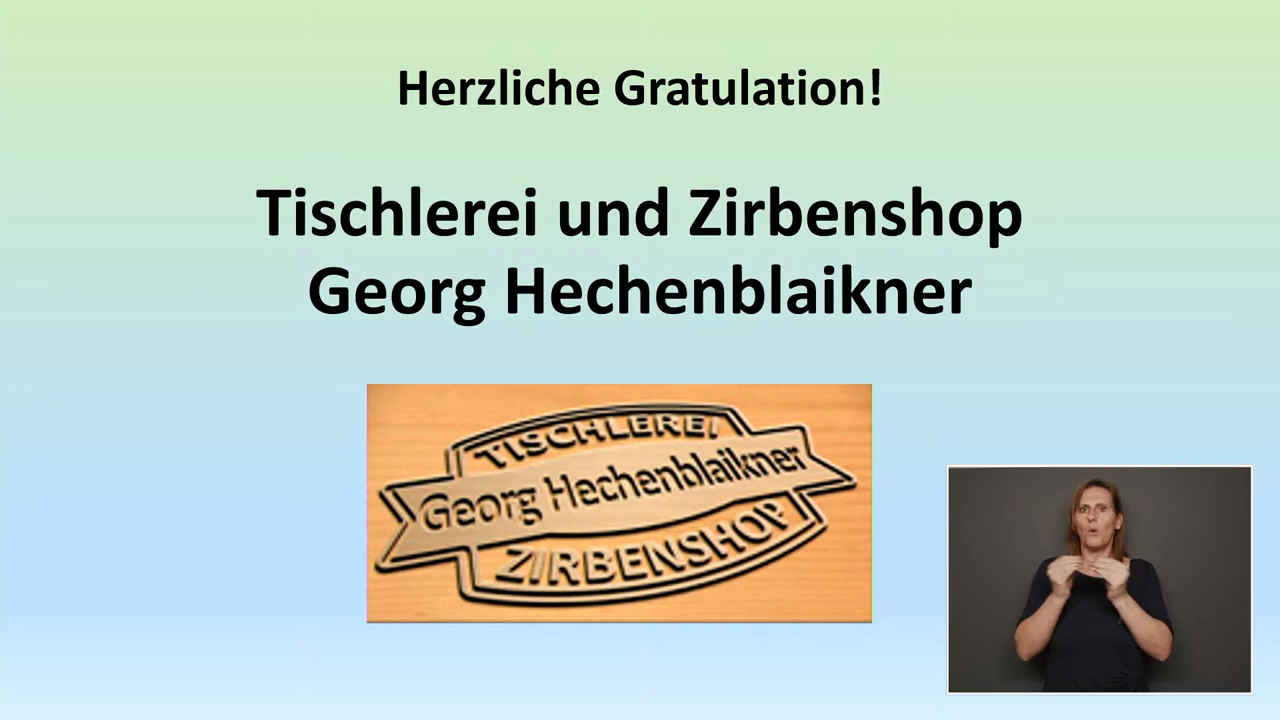 Herzliche Gratulation!
Tischlerei und Zirbenshop
Georg Hechenblaikner
TISCHLEREI
Georg Hechenblaikner
ZIRBENSHOP